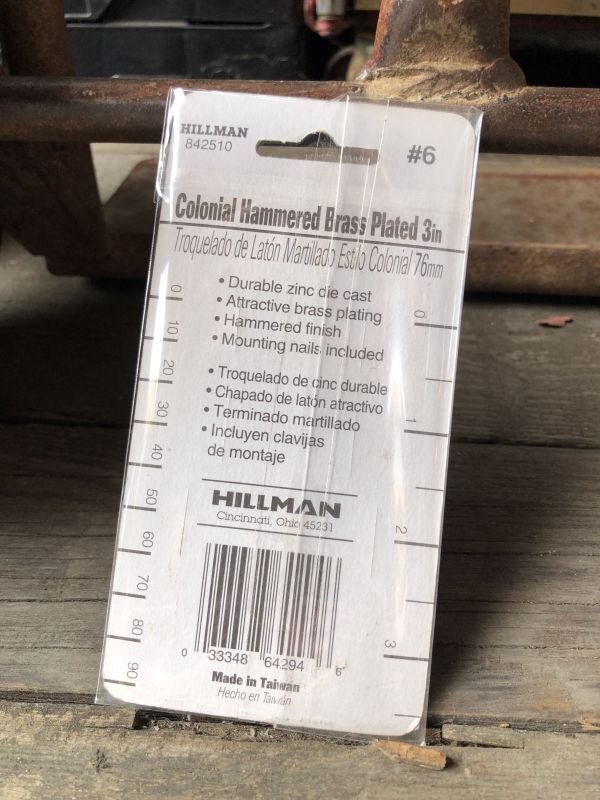 HILLMAN
842510
#6
Colonial Hammered Brass Plated 3in
Troquelado de Latón Martillado Estilo Colonial 76mm
• Durable zinc die cast
• Attractive brass plating
• Hammered finish
• Mounting nails included
• Troquelado de cinc durable
• Chapado de latón atractivo
• Terminado martillado
• Incluyen clavijas
de montaje
0
10
20
30
40
50
60
70
80
90
0
1
2
3
HILLMAN
Cincinnati, Ohio 45231
0 33348 64294 6
Made in Taiwan
Hecho en Taiwán